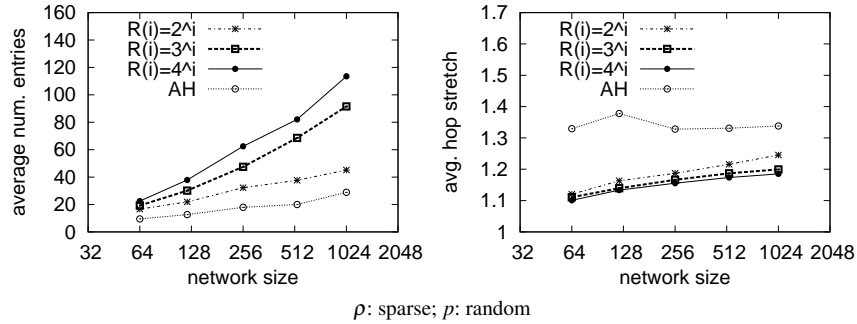 160
140
120
100
80
60
40
20
0
average num. entries
R(i)=2^i
R(i)=3^i
R(i)=4^i
AH
32 64 128 256 512 1024 2048
network size
1.7
1.6
1.5
1.4
1.3
1.2
1.1
1
avg. hop stretch
R(i)=2^i
R(i)=3^i
R(i)=4^i
AH
32 64 128 256 512 1024 2048
network size
ρ: sparse; p: random